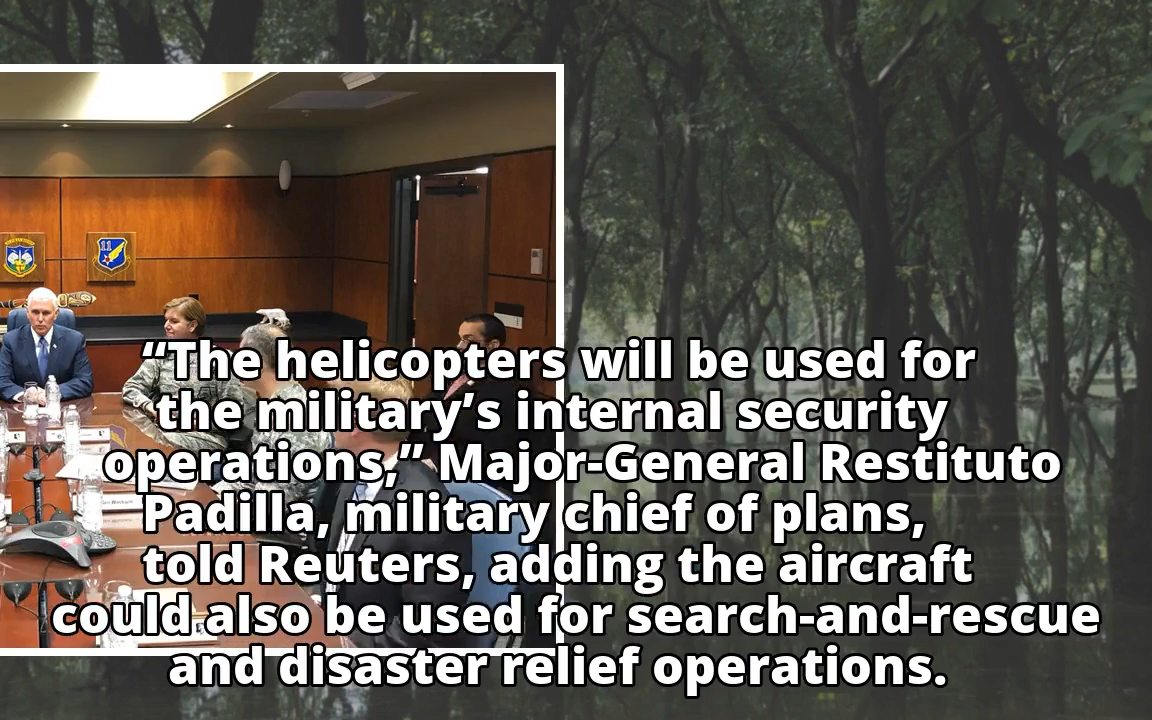 11
“The helicopters will be used for
the military’s internal security
operations,” Major-General Restituto
Padilla, military chief of plans,
told Reuters, adding the aircraft
could also be used for search-and-rescue
and disaster relief operations.